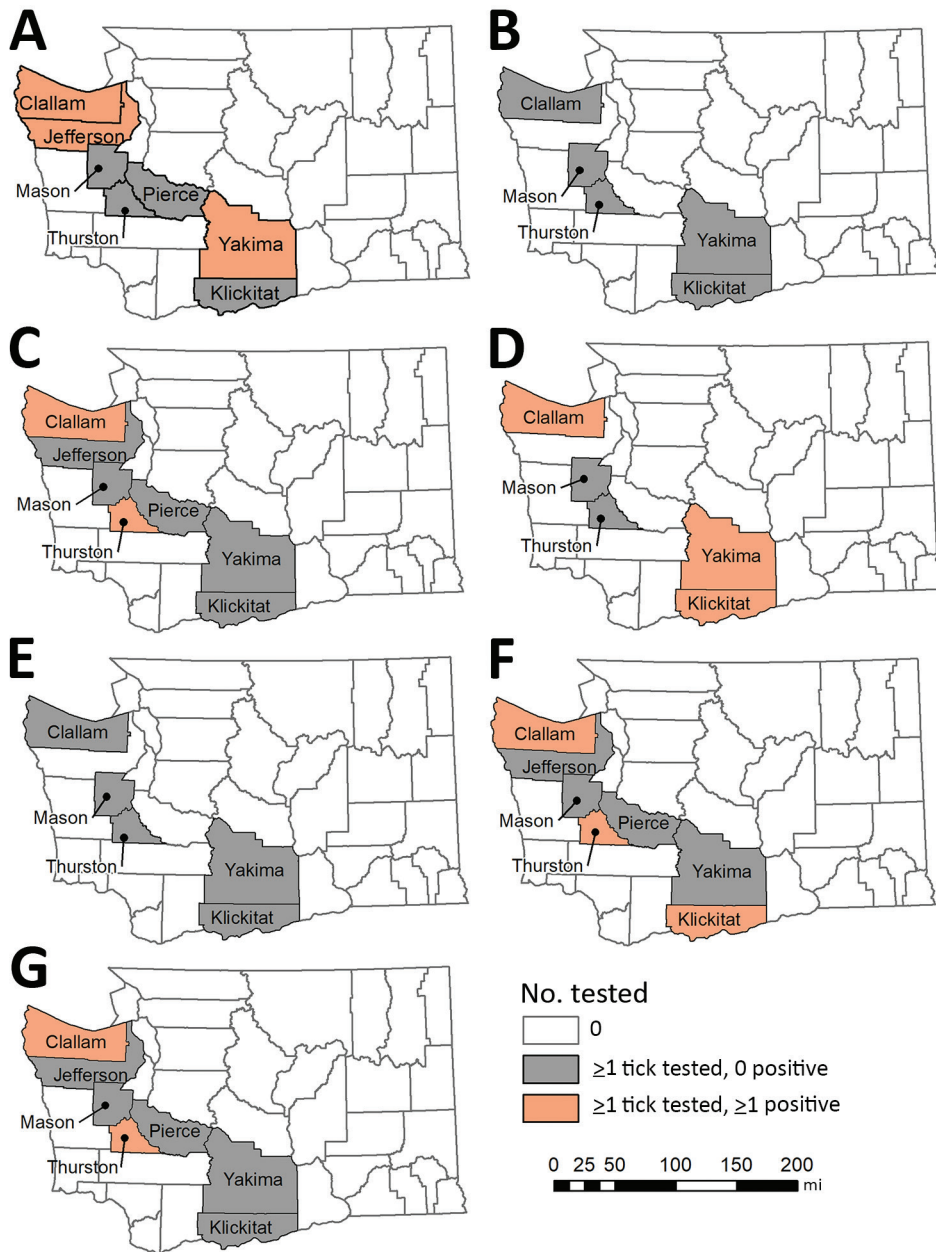 A
Clallam
Jefferson
Mason
Pierce
Thurston
Yakima
Klickitat
B
Clallam
Mason
Thurston
Yakima
Klickitat
C
Clallam
Jefferson
Mason
Pierce
Thurston
Yakima
Klickitat
D
Clallam
Mason
Thurston
Yakima
Klickitat
E
Clallam
Mason
Thurston
Yakima
Klickitat
F
Clallam
Jefferson
Mason
Pierce
Thurston
Yakima
Klickitat
G
Clallam
Jefferson
Mason
Pierce
Thurston
Yakima
Klickitat
No. tested
0
≥1 tick tested, 0 positive
≥1 tick tested, ≥1 positive
0 25 50 100 150 200
mi